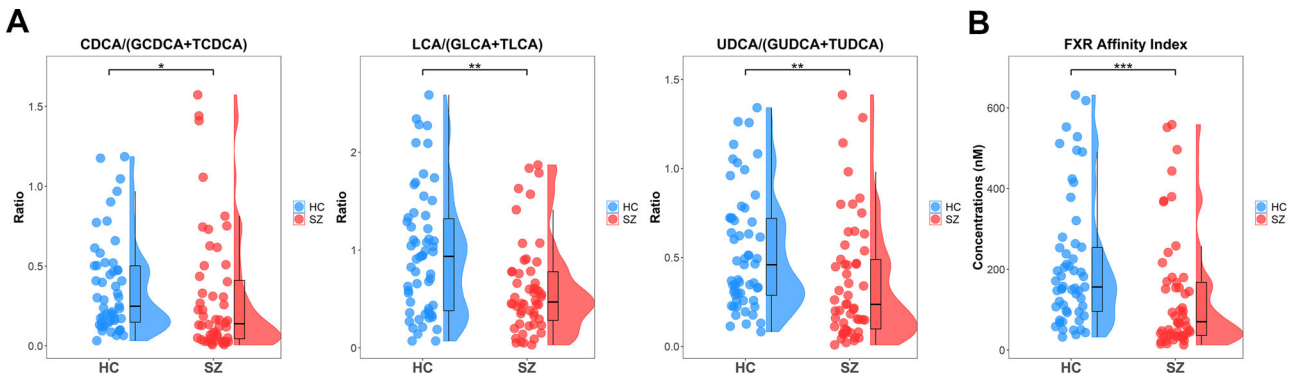 A
CDCA/(GCDCA+TCDCA)
*
Ratio
1.5
1.0
0.5
0.0
HC
SZ
HC
SZ
LCA/(GLCA+TLCA)
**
Ratio
2
1
0
HC
SZ
HC
SZ
UDCA/(GUDCA+TUDCA)
**
Ratio
1.5
1.0
0.5
0.0
HC
SZ
HC
SZ
B
FXR Affinity Index
***
Concentrations (nM)
600
400
200
0
HC
SZ
HC
SZ